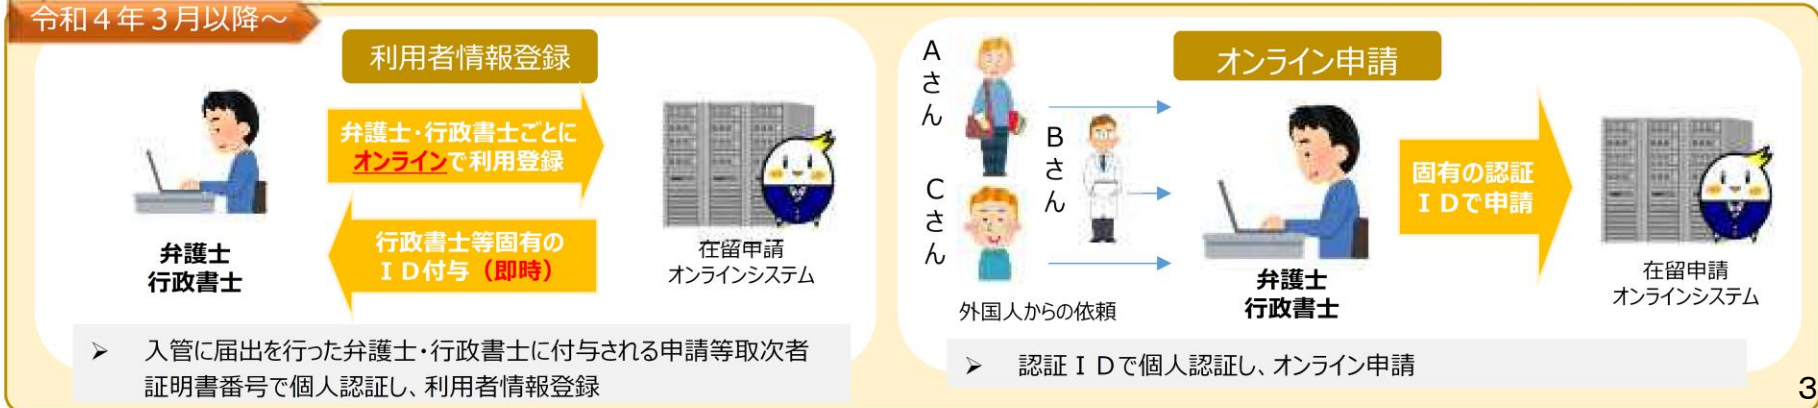 令和４年３月以降～
利用者情報登録
弁護士・行政書士ごとに
オンラインで利用登録
行政書士等固有の
ＩＤ付与（即時）
弁護士
行政書士
在留申請
オンラインシステム
➢ 入管に届出を行った弁護士・行政書士に付与される申請等取次者
証明書番号で個人認証し、利用者情報登録
オンライン申請
Aさん
Bさん
Cさん
外国人からの依頼
弁護士
行政書士
固有の認証
ＩＤで申請
在留申請
オンラインシステム
➢ 認証ＩＤで個人認証し、オンライン申請
3